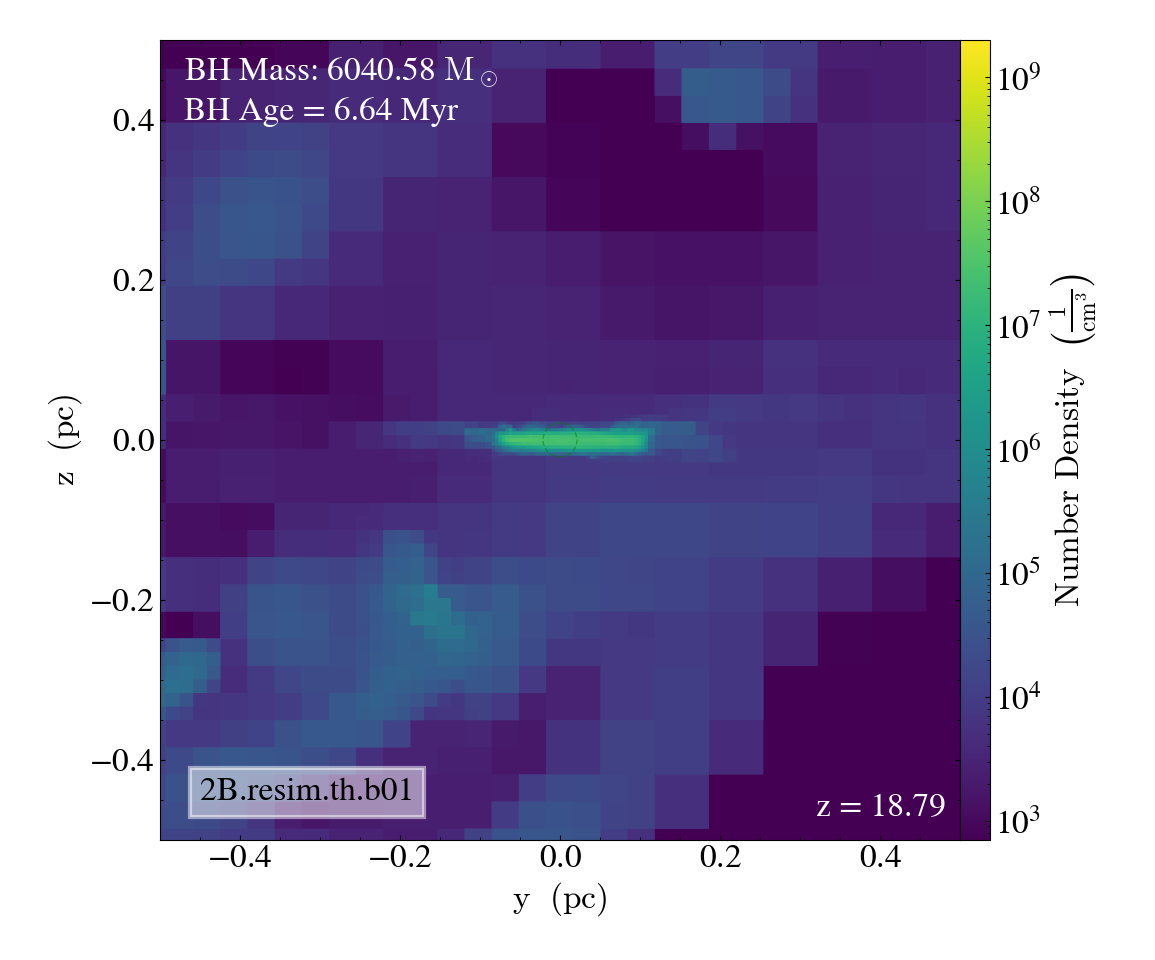 BH Mass: 6040.58 M☉
BH Age = 6.64 Myr
0.4
0.2
0.0
−0.2
−0.4
z (pc)
2B.resim.th.b01
z = 18.79
−0.4
−0.2
0.0
0.2
0.4
y (pc)
10⁹
10⁸
10⁷
10⁶
10⁵
10⁴
10³
Number Density (1/cm³)